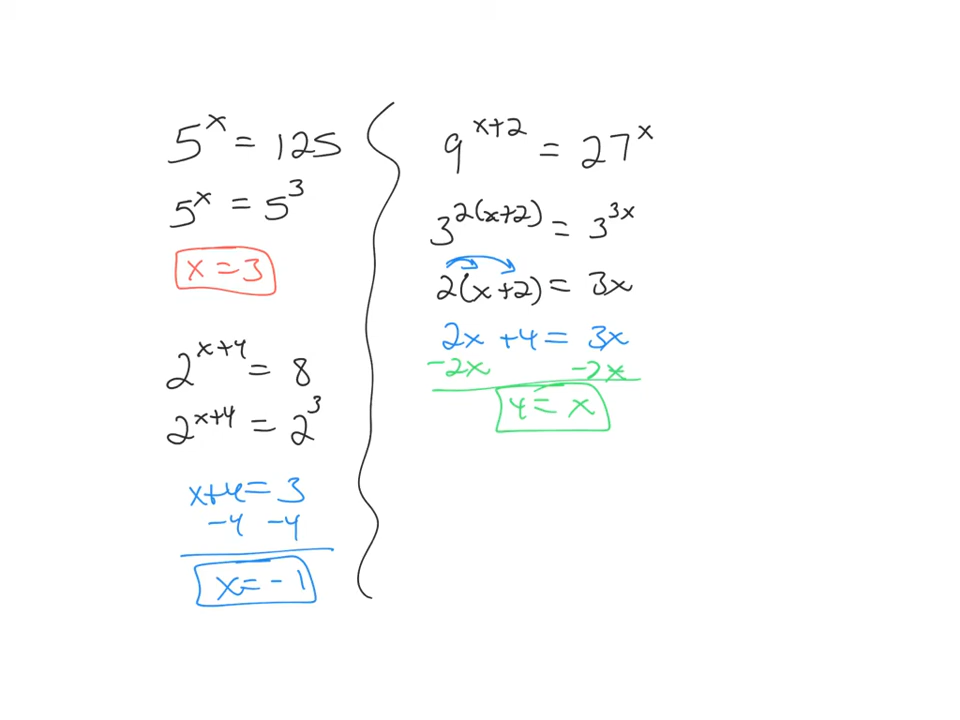 5^x = 125
5^x = 5^3
x = 3
2^{x+4} = 8
2^{x+4} = 2^3
x+4 = 3
-4 -4
x = -1
9^{x+2} = 27^x
3^{2(x+2)} = 3^{3x}
2(x+2) = 3x
2x +4 = 3x
-2x -2x
4 = x